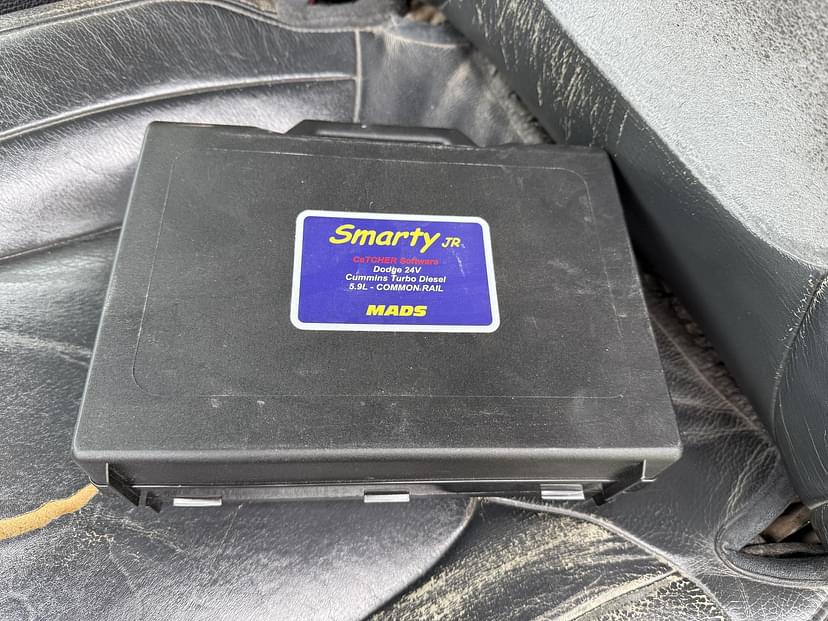 Smarty JR
CaTCHER Software
Dodge 24V
Cummins Turbo Diesel
5.9L - COMMON RAIL
MADS